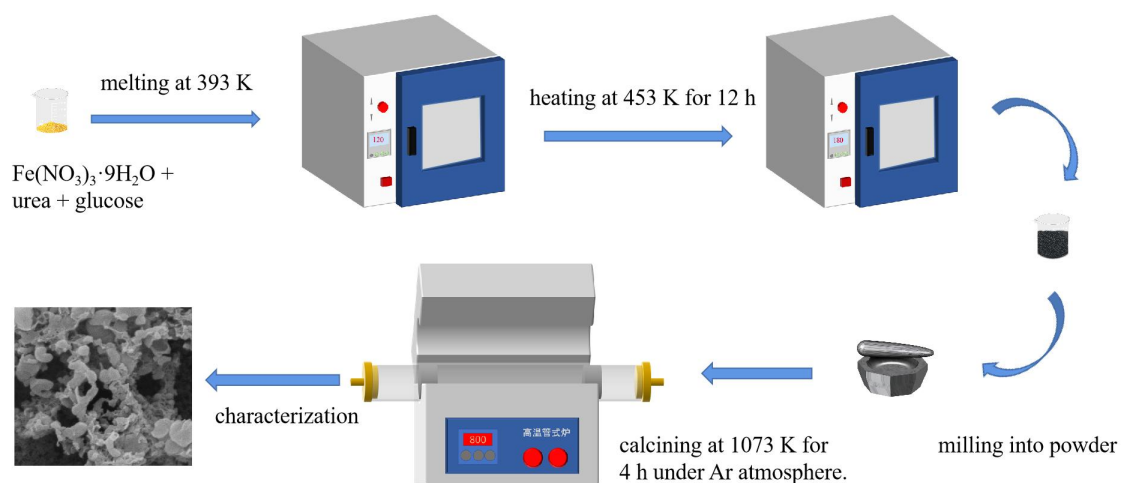 melting at 393 K
Fe(NO₃)₃·9H₂O +
urea + glucose
120
heating at 453 K for 12 h
180
milling into powder
calcining at 1073 K for
4 h under Ar atmosphere.
800
高温管式炉
characterization